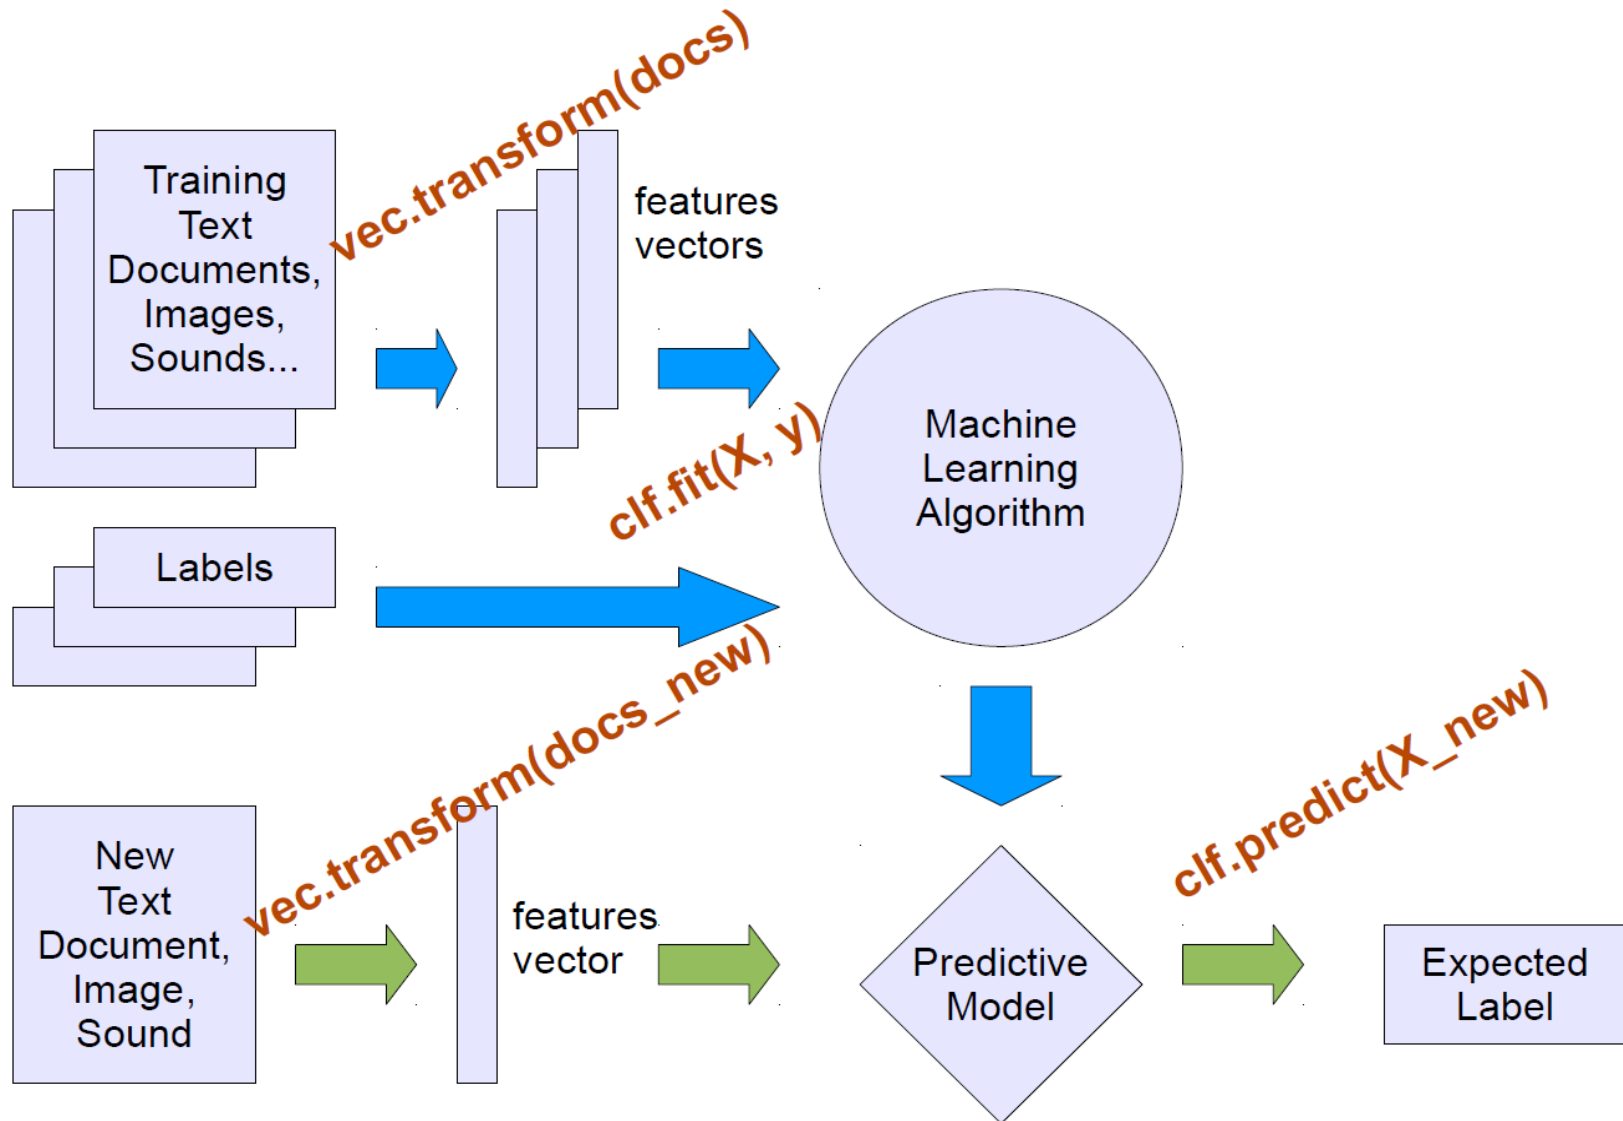 vec.transform(docs)
Training
Text
Documents,
Images,
Sounds...
features
vectors
Machine
Learning
Algorithm
clf.fit(X, y)
Labels
vec.transform(docs_new)
clf.predict(X_new)
New
Text
Document,
Image,
Sound
features
vector
Predictive
Model
Expected
Label